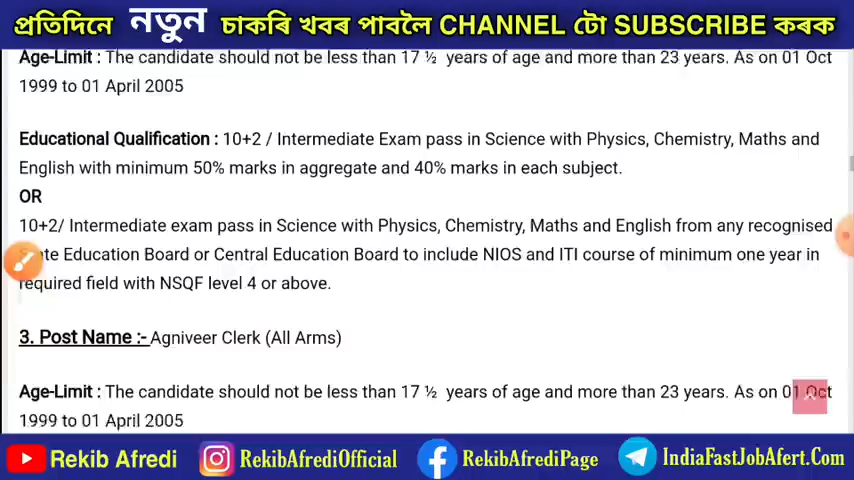 প্ৰতিদিনে নতুন চাকৰি খবৰ পাবলৈ CHANNEL টো SUBSCRIBE কৰক
Age-Limit : The candidate should not be less than 17 ½ years of age and more than 23 years. As on 01 Oct
1999 to 01 April 2005
Educational Qualification : 10+2 / Intermediate Exam pass in Science with Physics, Chemistry, Maths and
English with minimum 50% marks in aggregate and 40% marks in each subject.
OR
10+2/ Intermediate exam pass in Science with Physics, Chemistry, Maths and English from any recognised
State Education Board or Central Education Board to include NIOS and ITI course of minimum one year in
required field with NSQF level 4 or above.
3. Post Name :- Agniveer Clerk (All Arms)
Age-Limit : The candidate should not be less than 17 ½ years of age and more than 23 years. As on 01 Oct
1999 to 01 April 2005
Rekib Afredi RekibAfrediOfficial RekibAfrediPage IndiaFastJobAfert.Com